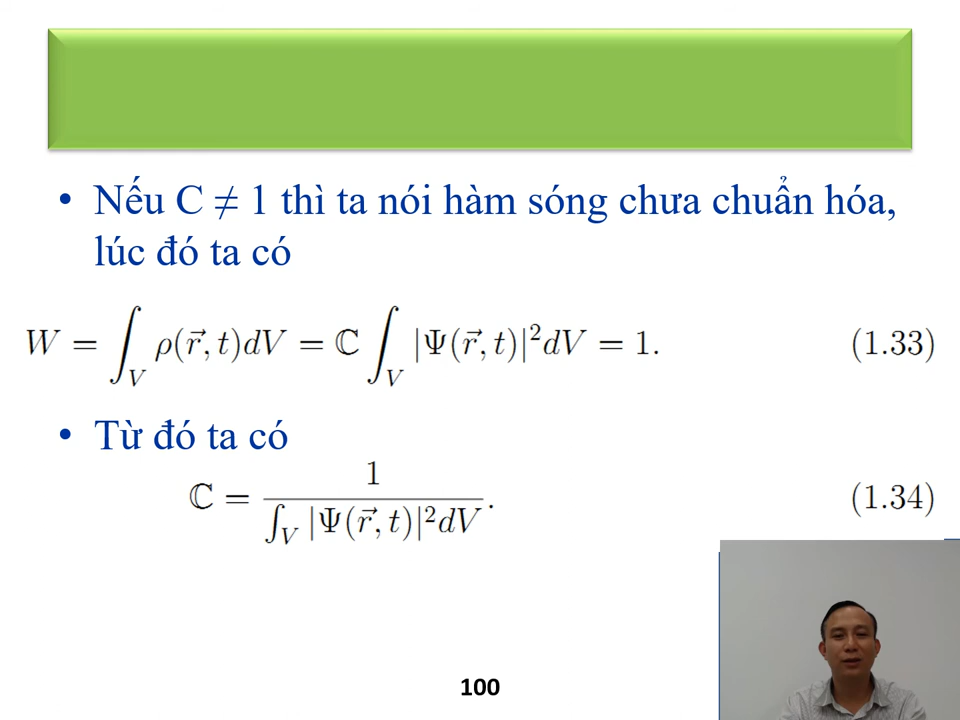 • Nếu C ≠ 1 thì ta nói hàm sóng chưa chuẩn hóa,
lúc đó ta có
W = ∫_V ρ(r⃗, t)dV = ℂ ∫_V |Ψ(r⃗, t)|²dV = 1. (1.33)
• Từ đó ta có
ℂ = 1 / ∫_V |Ψ(r⃗, t)|²dV. (1.34)
100